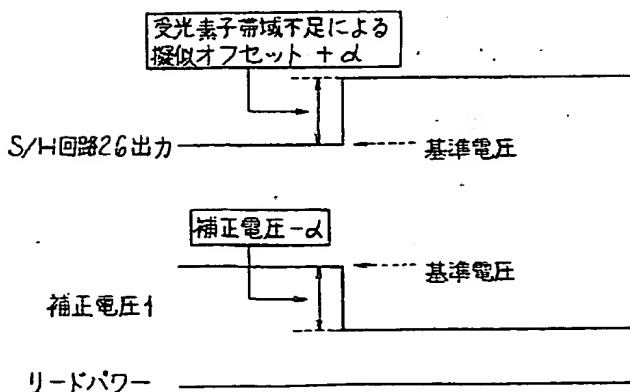 受光素子帯域不足による
擬似オフセット +α
S/H回路26出力
基準電圧
補正電圧-α
基準電圧
補正電圧1
リードパワー